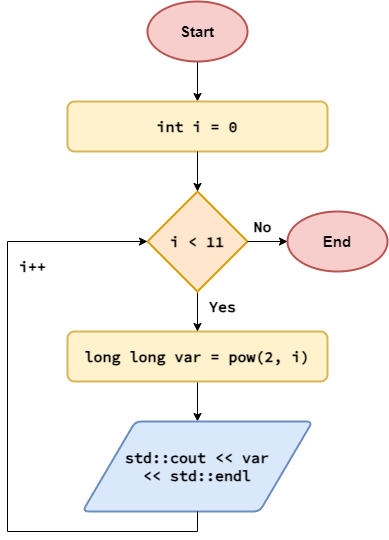 Start
int i = 0
i < 11
No
End
i++
Yes
long long var = pow(2, i)
std::cout << var
<< std::endl